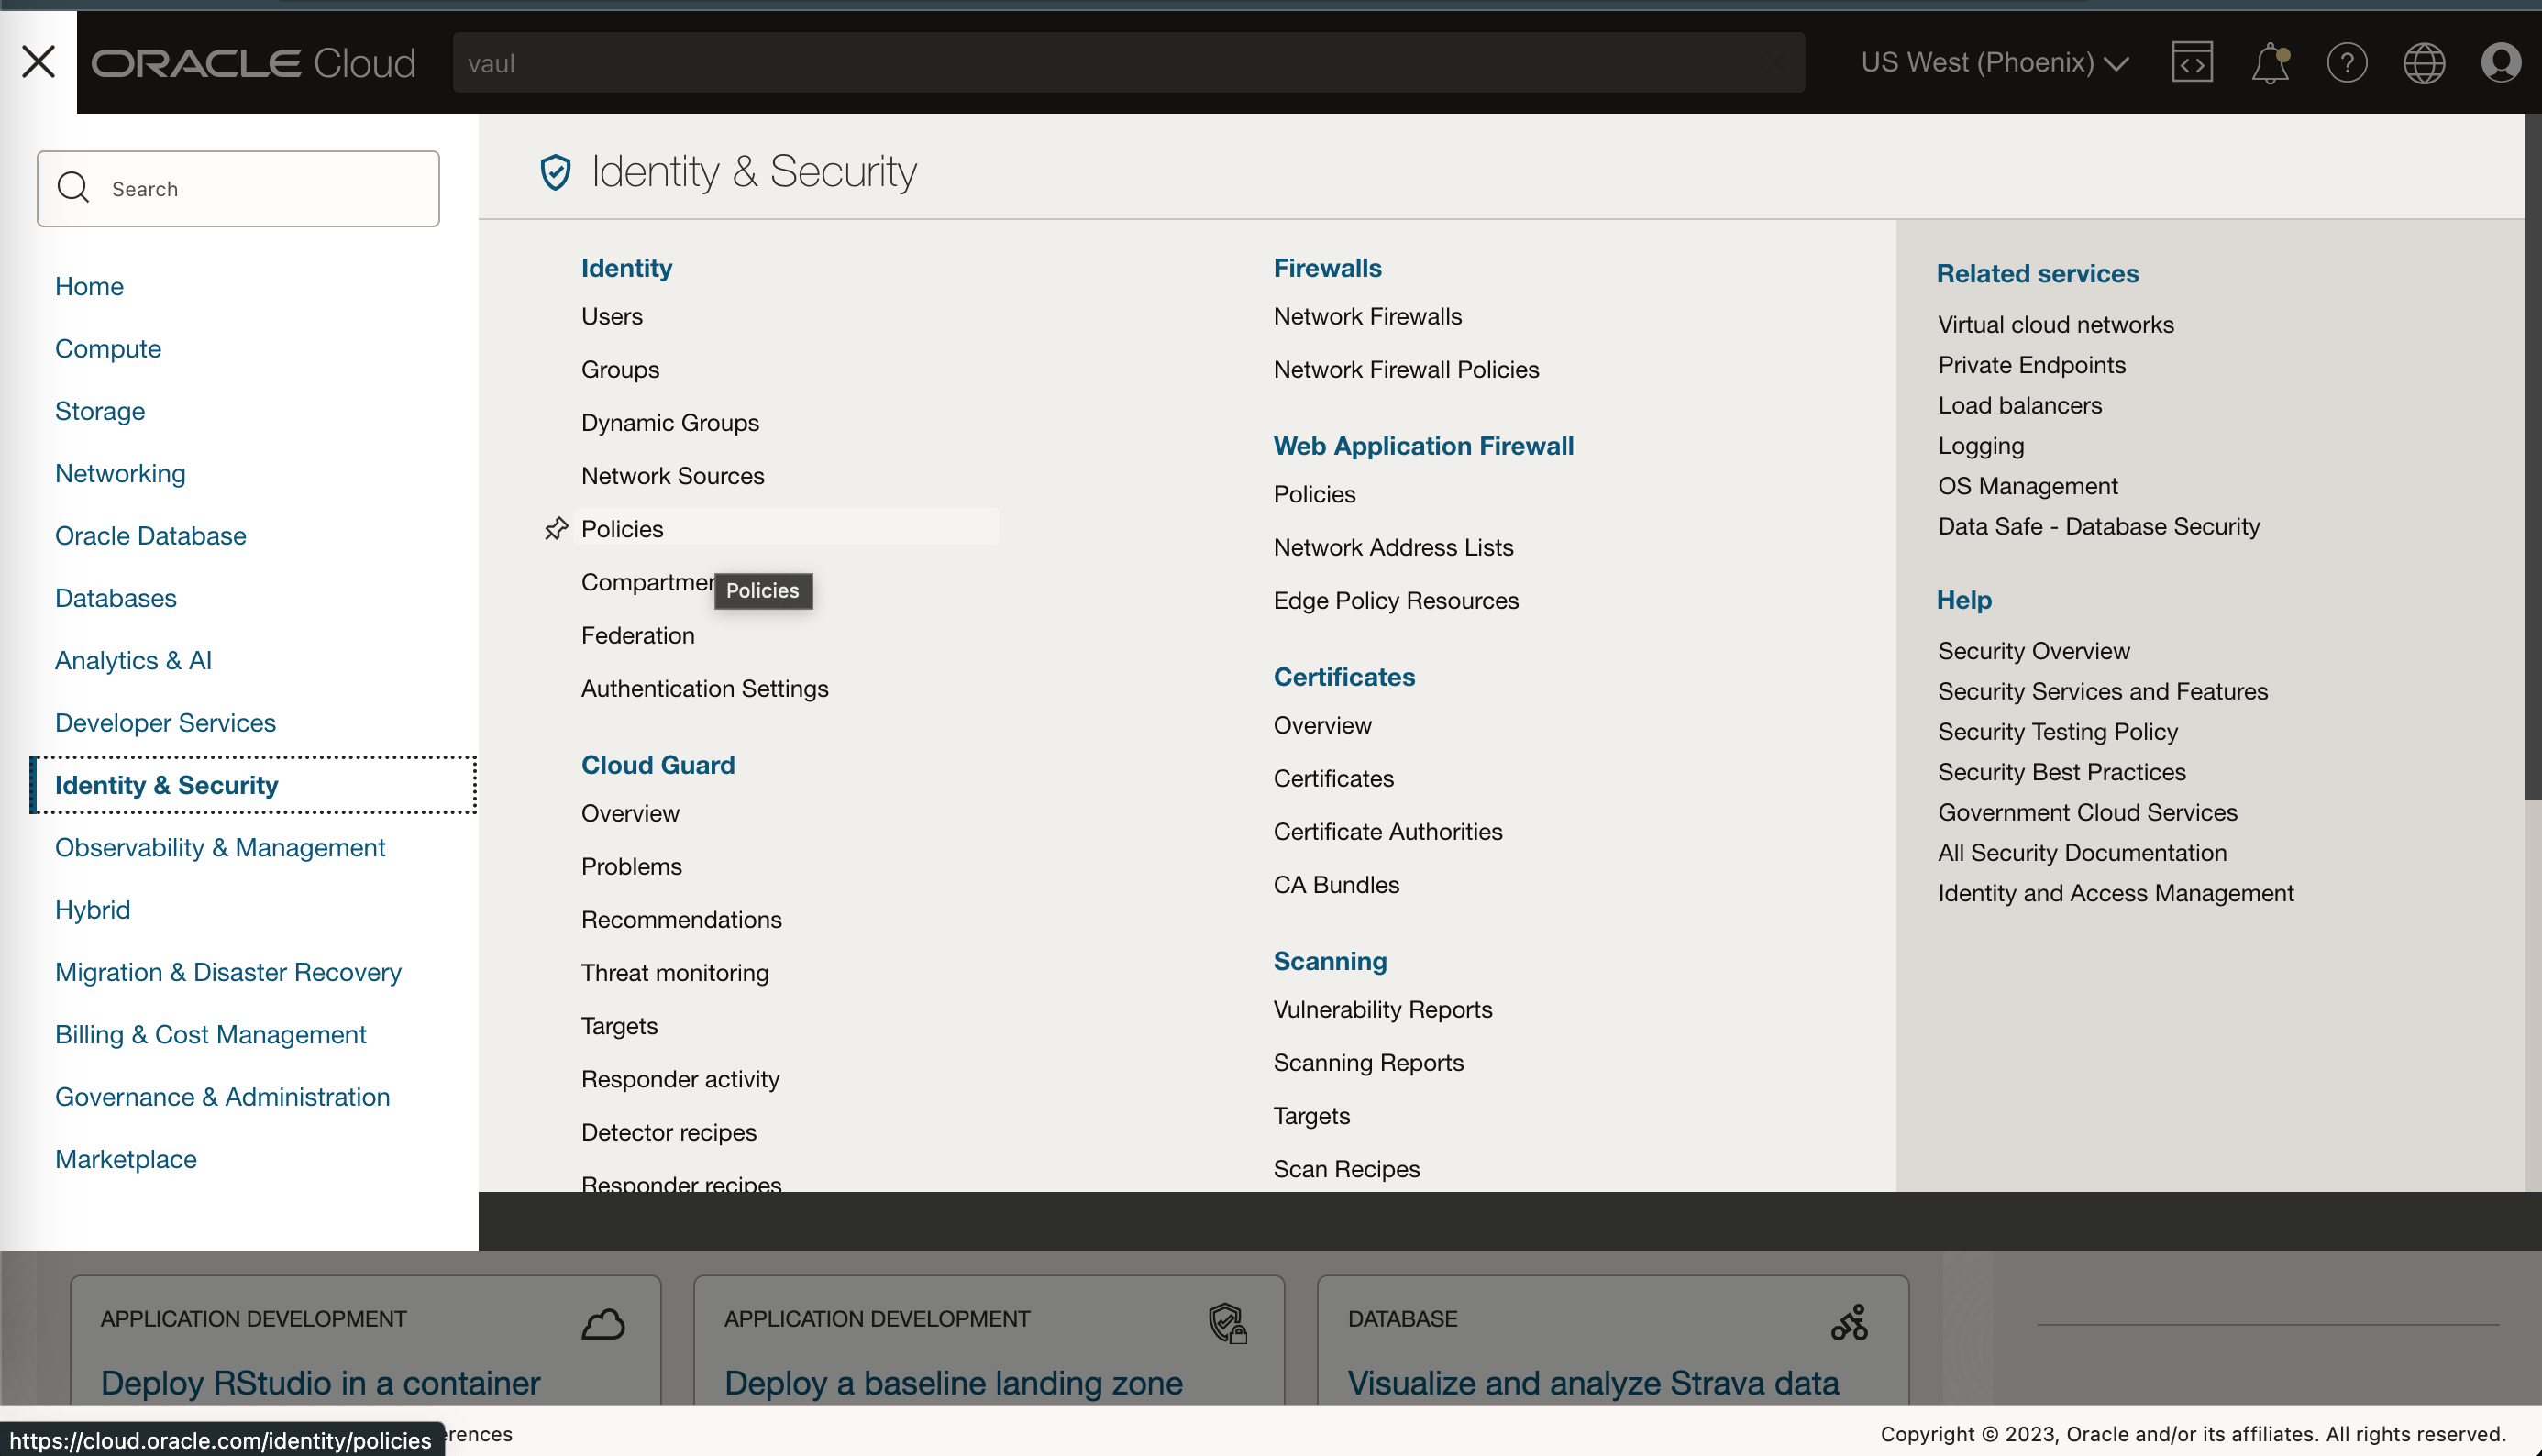 ORACLE Cloud
vaul
US West (Phoenix)
Search
Home
Compute
Storage
Networking
Oracle Database
Databases
Analytics & AI
Developer Services
Identity & Security
Observability & Management
Hybrid
Migration & Disaster Recovery
Billing & Cost Management
Governance & Administration
Marketplace
Identity & Security
Identity
Users
Groups
Dynamic Groups
Network Sources
Policies
Compartmen
Policies
Federation
Authentication Settings
Cloud Guard
Overview
Problems
Recommendations
Threat monitoring
Targets
Responder activity
Detector recipes
Responder recipes
Firewalls
Network Firewalls
Network Firewall Policies
Web Application Firewall
Policies
Network Address Lists
Edge Policy Resources
Certificates
Overview
Certificates
Certificate Authorities
CA Bundles
Scanning
Vulnerability Reports
Scanning Reports
Targets
Scan Recipes
Related services
Virtual cloud networks
Private Endpoints
Load balancers
Logging
OS Management
Data Safe - Database Security
Help
Security Overview
Security Services and Features
Security Testing Policy
Security Best Practices
Government Cloud Services
All Security Documentation
Identity and Access Management
APPLICATION DEVELOPMENT
Deploy RStudio in a container
APPLICATION DEVELOPMENT
Deploy a baseline landing zone
DATABASE
Visualize and analyze Strava data
https://cloud.oracle.com/identity/policies
erences
Copyright © 2023, Oracle and/or its affiliates. All rights reserved.